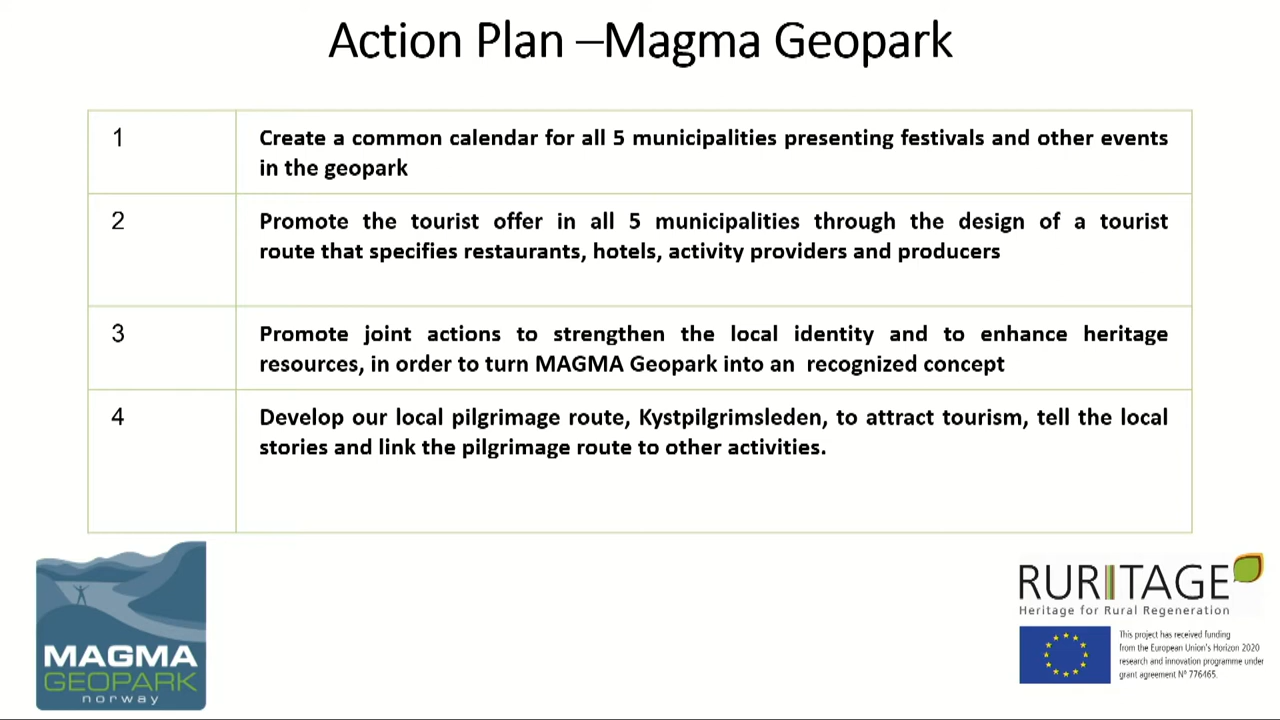 Action Plan –Magma Geopark
1
Create a common calendar for all 5 municipalities presenting festivals and other events
in the geopark
2
Promote the tourist offer in all 5 municipalities through the design of a tourist
route that specifies restaurants, hotels, activity providers and producers
3
Promote joint actions to strengthen the local identity and to enhance heritage
resources, in order to turn MAGMA Geopark into an recognized concept
4
Develop our local pilgrimage route, Kystpilgrimsleden, to attract tourism, tell the local
stories and link the pilgrimage route to other activities.
MAGMA
GEOPARK
norway
RURITAGE
Heritage for Rural Regeneration
This project has received funding
from the European Union's Horizon 2020
research and innovation programme under
grant agreement N° 776465.